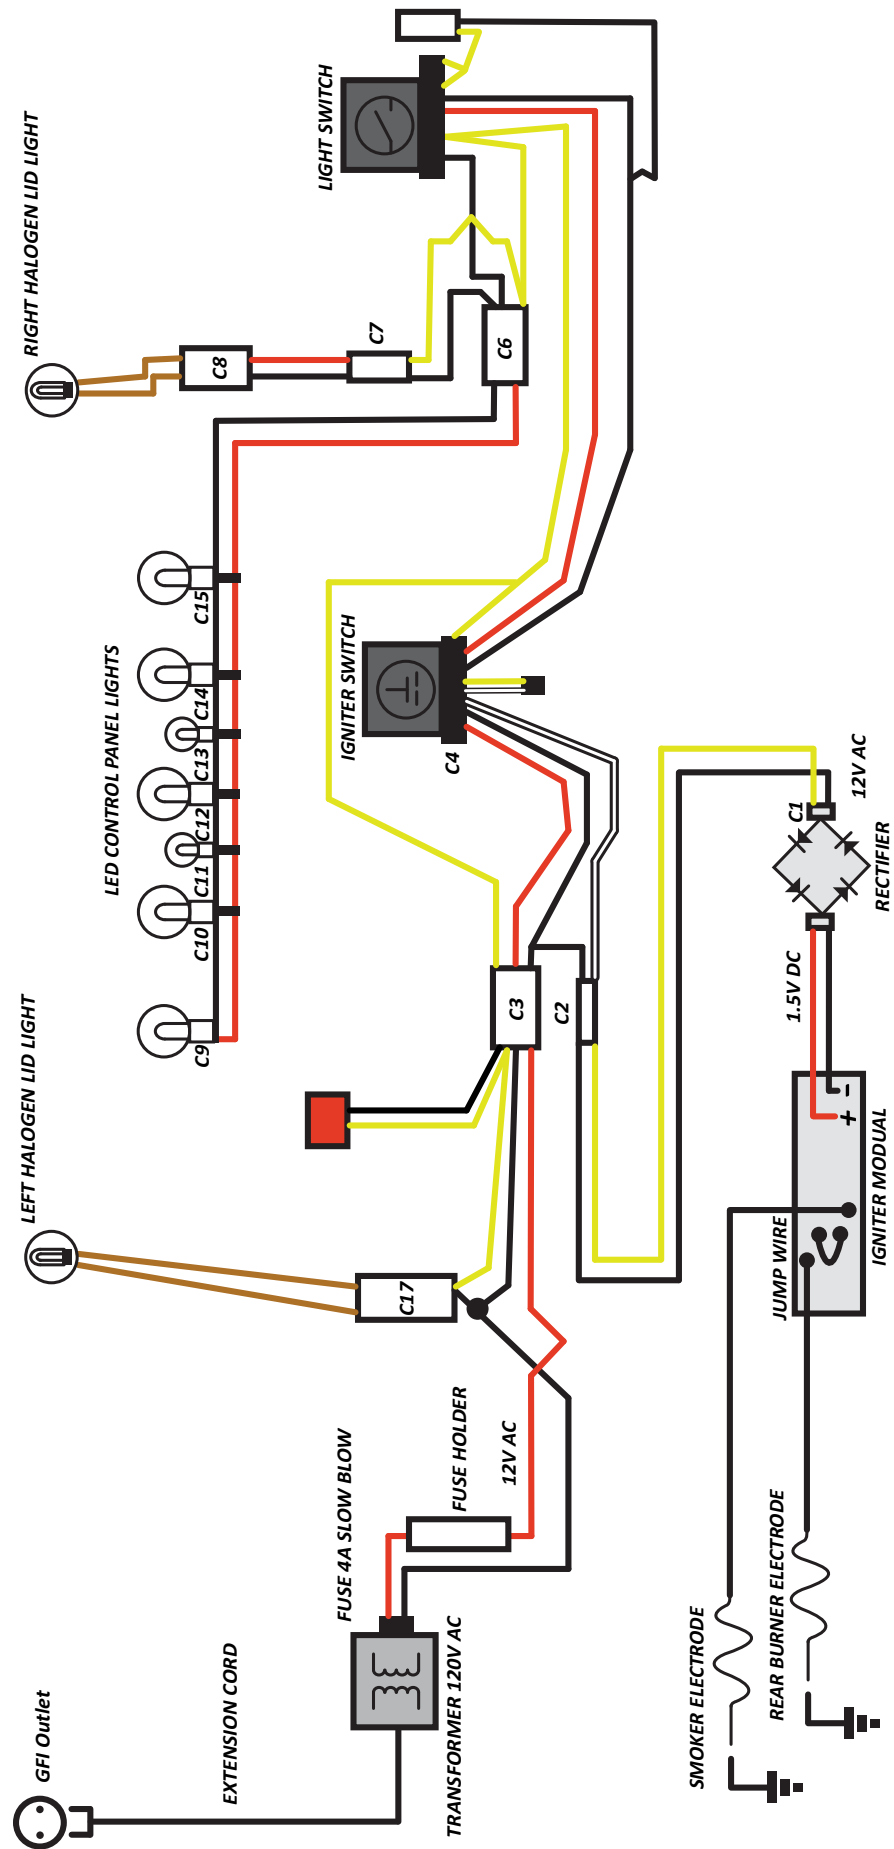 GFI Outlet
EXTENSION CORD
TRANSFORMER 120V AC
FUSE 4A SLOW BLOW
FUSE HOLDER
12V AC
LEFT HALOGEN LID LIGHT
C17
C3
C2
LED CONTROL PANEL LIGHTS
C9
C10
C11
C12
C13
C14
C15
IGNITER SWITCH
C4
RIGHT HALOGEN LID LIGHT
C8
C7
C6
LIGHT SWITCH
SMOKER ELECTRODE
REAR BURNER ELECTRODE
JUMP WIRE
IGNITER MODUAL
+ -
1.5V DC
RECTIFIER
C1
12V AC